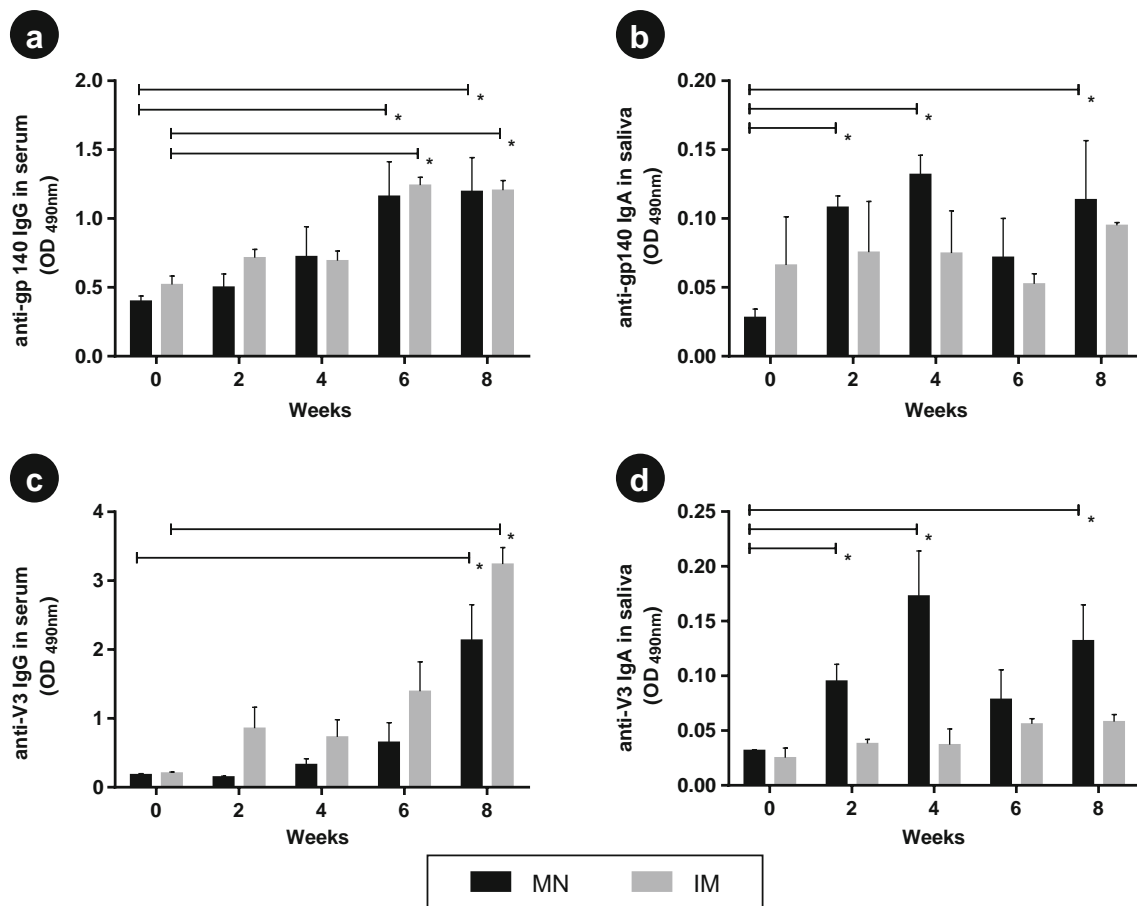 a
2.0
1.5
1.0
0.5
0.0
anti-gp 140 IgG in serum
(OD 490nm)
*
*
*
*
0 2 4 6 8
Weeks
b
0.20
0.15
0.10
0.05
0.00
anti-gp140 IgA in saliva
(OD 490nm)
*
*
*
0 2 4 6 8
Weeks
c
4
3
2
1
0
anti-V3 IgG in serum
(OD 490nm)
*
*
0 2 4 6 8
Weeks
d
0.25
0.20
0.15
0.10
0.05
0.00
anti-V3 IgA in saliva
(OD 490nm)
*
*
*
0 2 4 6 8
Weeks
MN IM